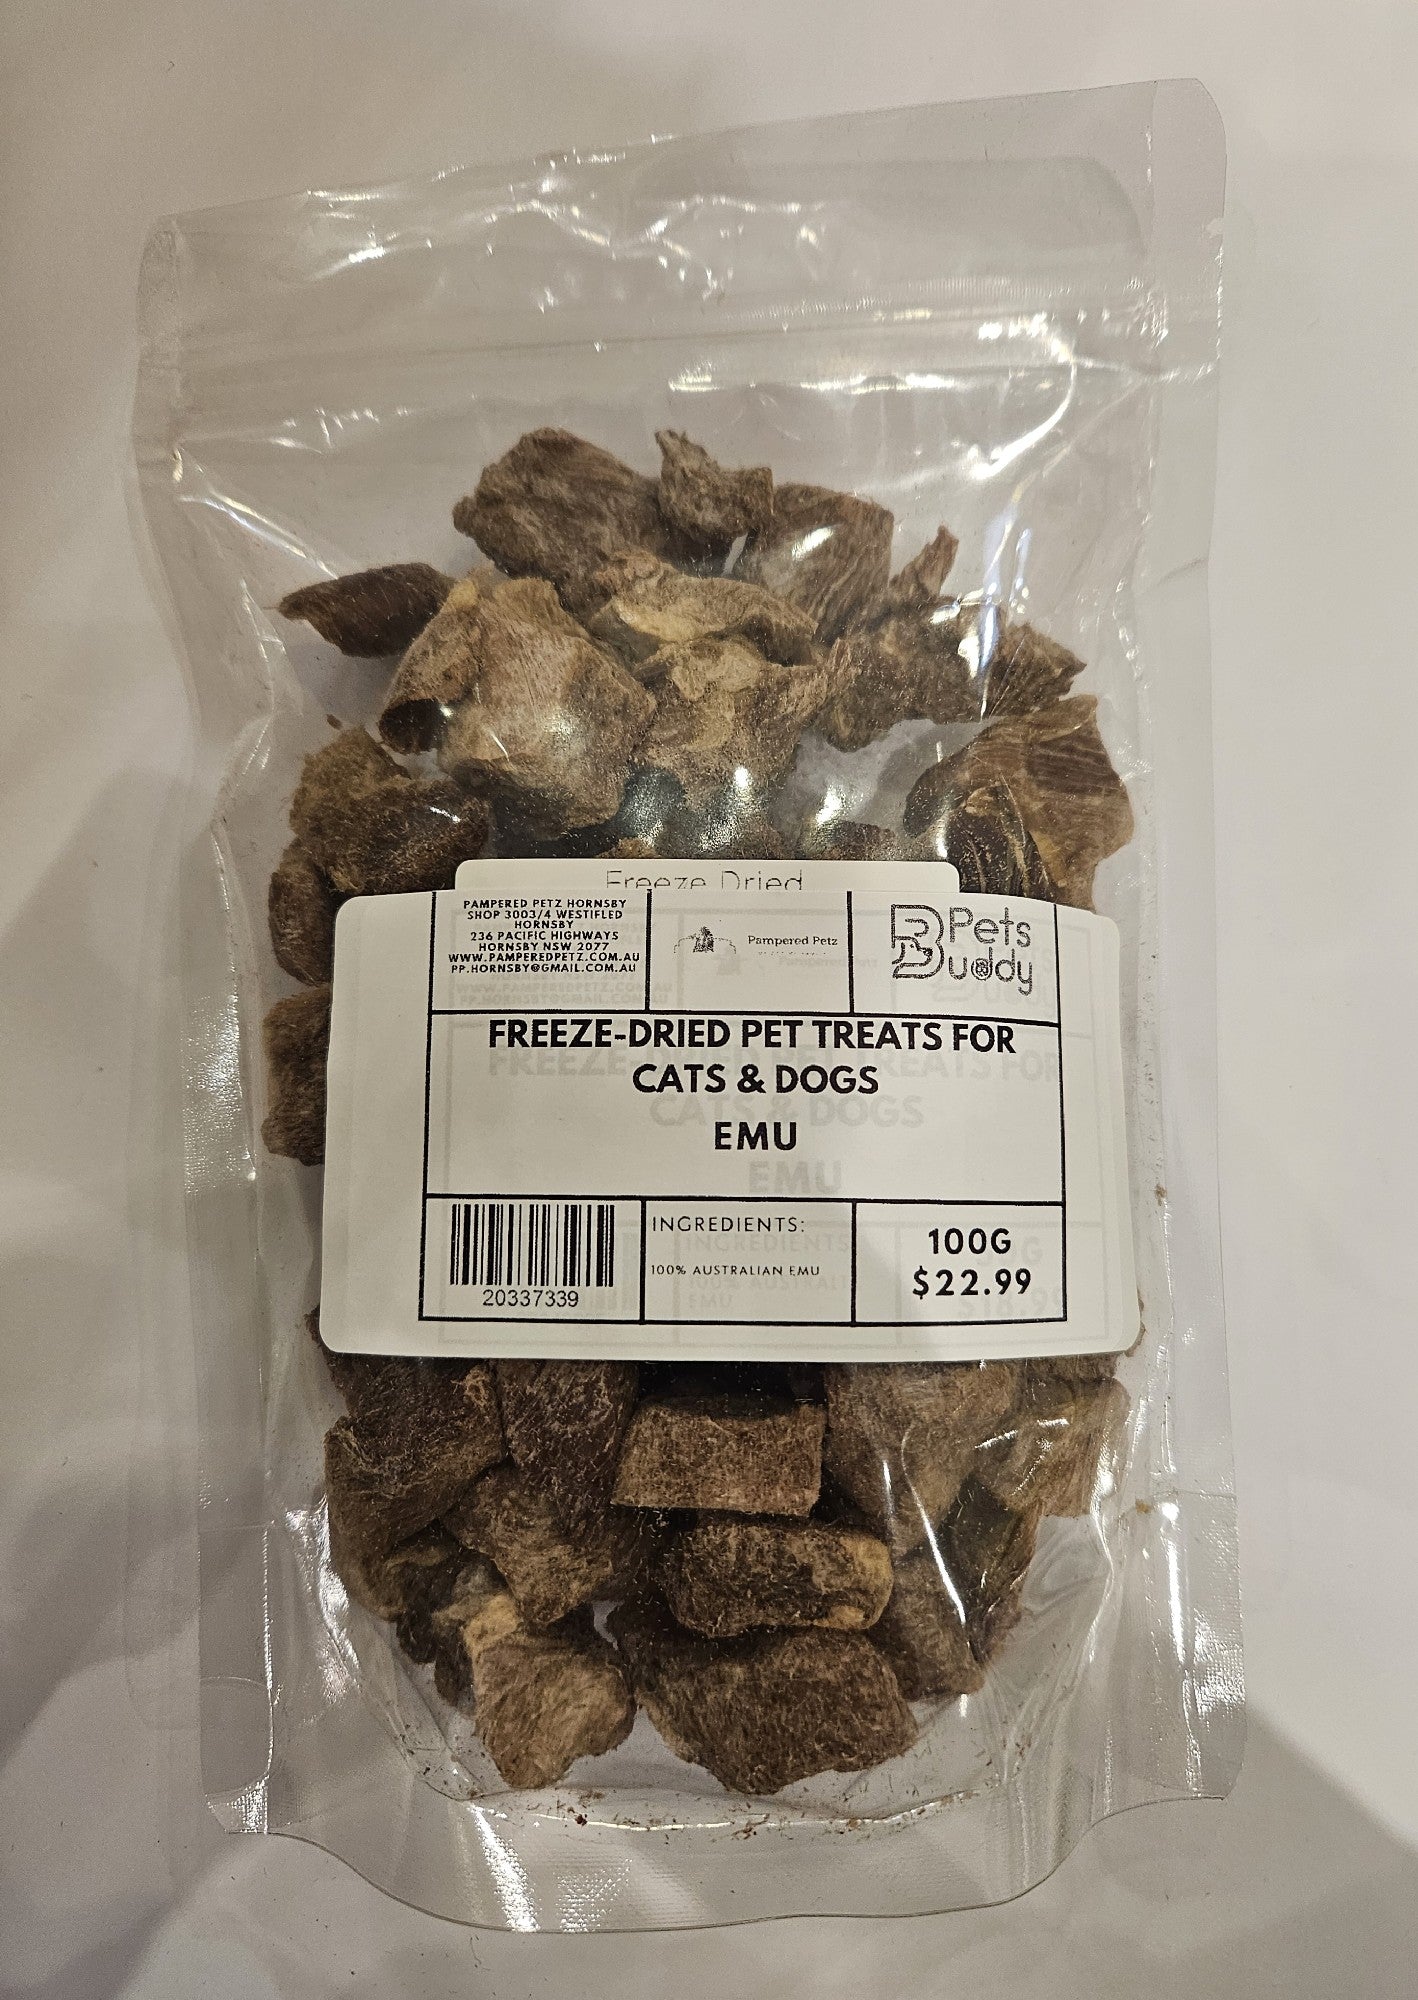 Freeze Dried
PAMPERED PETZ HORNSBY
SHOP 3003/4 WESTIFLED
HORNSBY
236 PACIFIC HIGHWAYS
HORNSBY NSW 2077
WWW.PAMPEREDPETZ.COM.AU
PP.HORNSBY@GMAIL.COM.AU
Pampered Petz
Pets
Buddy
FREEZE-DRIED PET TREATS FOR
CATS & DOGS
EMU
20337339
INGREDIENTS:
100% AUSTRALIAN EMU
100G
$22.99